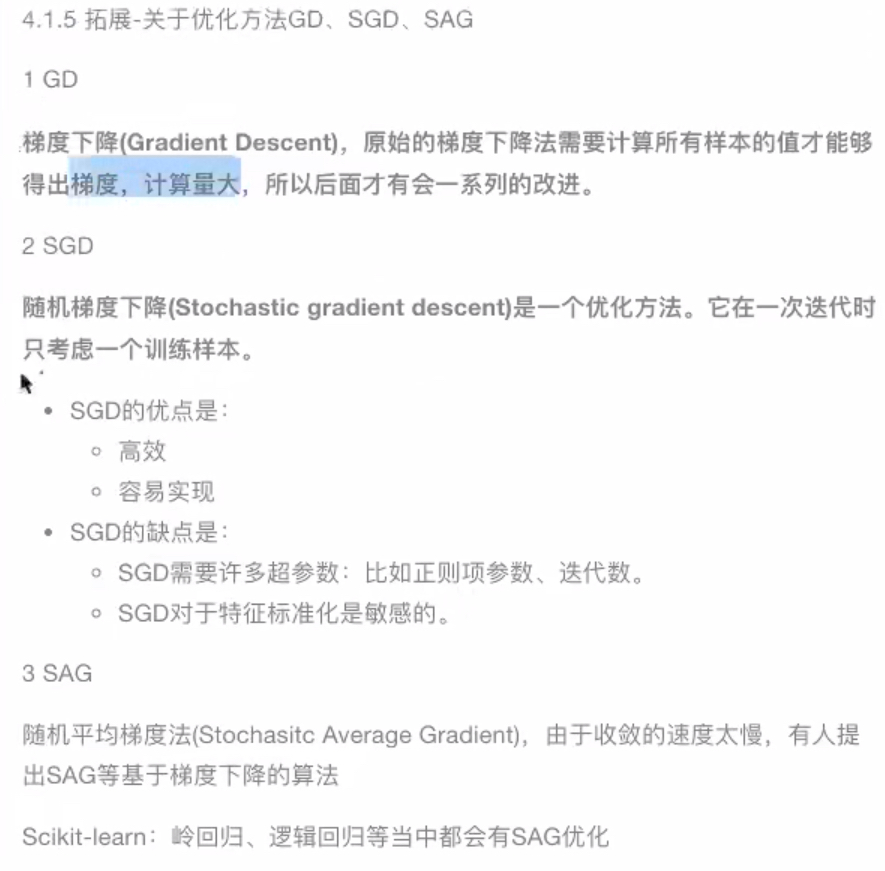 4.1.5 拓展-关于优化方法GD、SGD、SAG
1 GD
梯度下降(Gradient Descent)，原始的梯度下降法需要计算所有样本的值才能够
得出梯度，计算量大，所以后面才有会一系列的改进。
2 SGD
随机梯度下降(Stochastic gradient descent)是一个优化方法。它在一次迭代时
只考虑一个训练样本。
• SGD的优点是：
○ 高效
○ 容易实现
• SGD的缺点是：
○ SGD需要许多超参数：比如正则项参数、迭代数。
○ SGD对于特征标准化是敏感的。
3 SAG
随机平均梯度法(Stochasitc Average Gradient)，由于收敛的速度太慢，有人提
出SAG等基于梯度下降的算法
Scikit-learn：岭回归、逻辑回归等当中都会有SAG优化